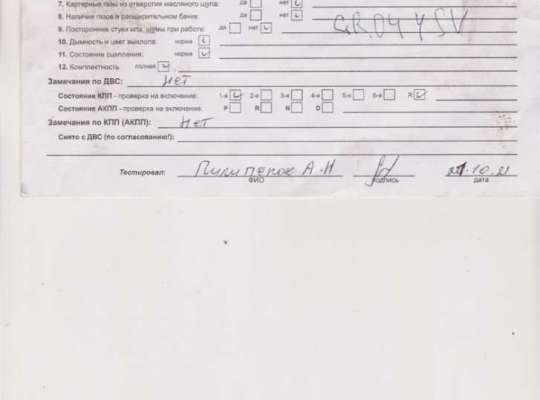 7. Картерные газы из отверстия масляного щупа: да нет
8. Наличие газов в расширительном бачке: да нет
9. Посторонние стуки или шумы при работе: да нет
10. Дымность и цвет выхлопа: норма
11. Состояние сцепления: норма
12. Комплектность полная
Замечания по ДВС: нет
Состояние КПП - проверка на включение: 1-я 2-я 3-я 4-я 5-я 6-я R
Состояние АКПП - проверка на включение: P R N D
Замечания по КПП (АКПП): нет
Снято с ДВС (по согласованию!):
Тестировал: А.Н 21.10.21
ФИО подпись дата